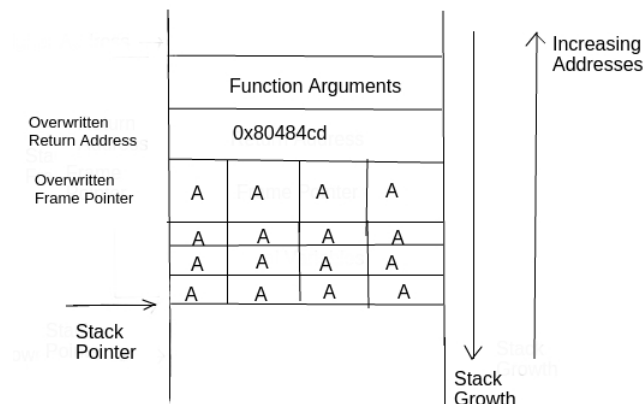 Increasing
Addresses
Function Arguments
Overwritten
Return Address
0x80484cd
Overwritten
Frame Pointer
A A A A
A A A A
A A A A
A A A A
Stack
Pointer
Stack
Growth